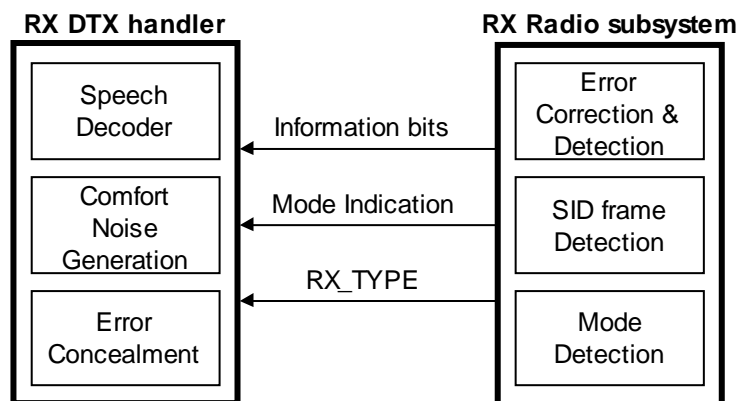 RX DTX handler
RX Radio subsystem
Speech
Decoder
Comfort
Noise
Generation
Error
Concealment
Information bits
Mode Indication
RX_TYPE
Error
Correction &
Detection
SID frame
Detection
Mode
Detection